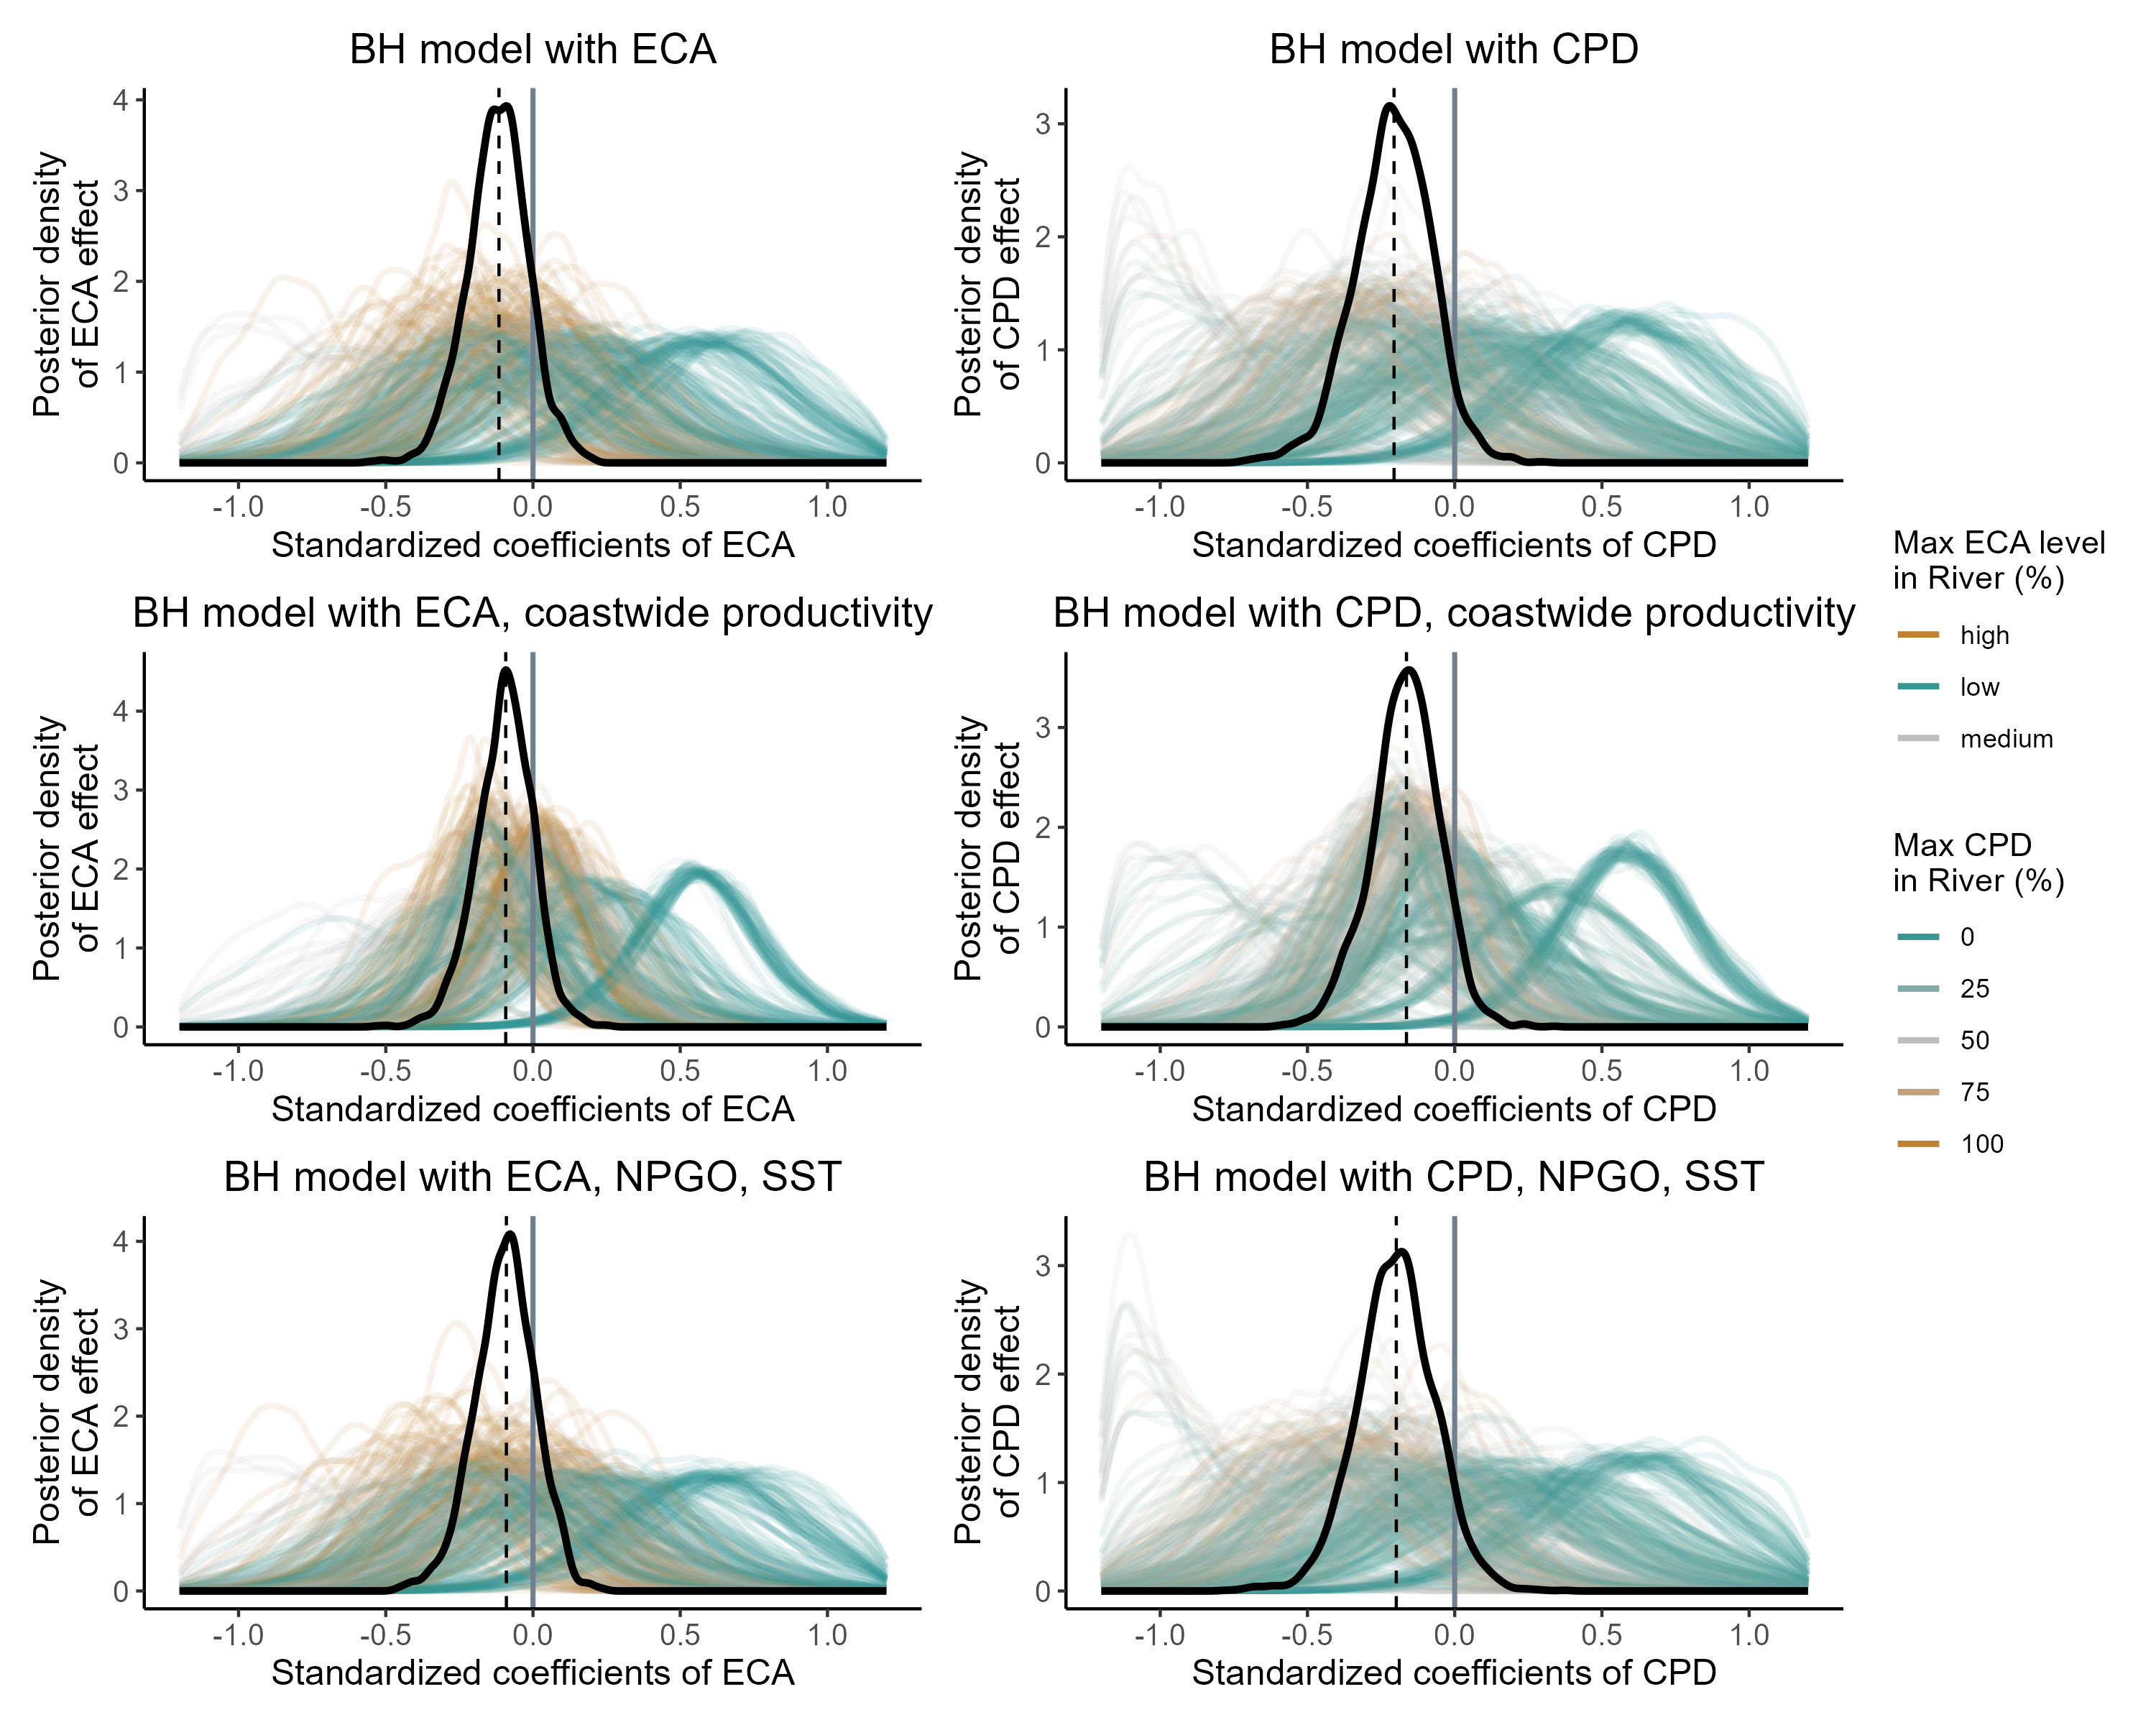 BH model with ECA
Posterior density
of ECA effect
4
3
2
1
0
-1.0 -0.5 0.0 0.5 1.0
Standardized coefficients of ECA
BH model with CPD
Posterior density
of CPD effect
3
2
1
0
-1.0 -0.5 0.0 0.5 1.0
Standardized coefficients of CPD
BH model with ECA, coastwide productivity
Posterior density
of ECA effect
4
3
2
1
0
-1.0 -0.5 0.0 0.5 1.0
Standardized coefficients of ECA
BH model with CPD, coastwide productivity
Posterior density
of CPD effect
3
2
1
0
-1.0 -0.5 0.0 0.5 1.0
Standardized coefficients of CPD
BH model with ECA, NPGO, SST
Posterior density
of ECA effect
4
3
2
1
0
-1.0 -0.5 0.0 0.5 1.0
Standardized coefficients of ECA
BH model with CPD, NPGO, SST
Posterior density
of CPD effect
3
2
1
0
-1.0 -0.5 0.0 0.5 1.0
Standardized coefficients of CPD
Max ECA level
in River (%)
high
low
medium
Max CPD
in River (%)
0
25
50
75
100